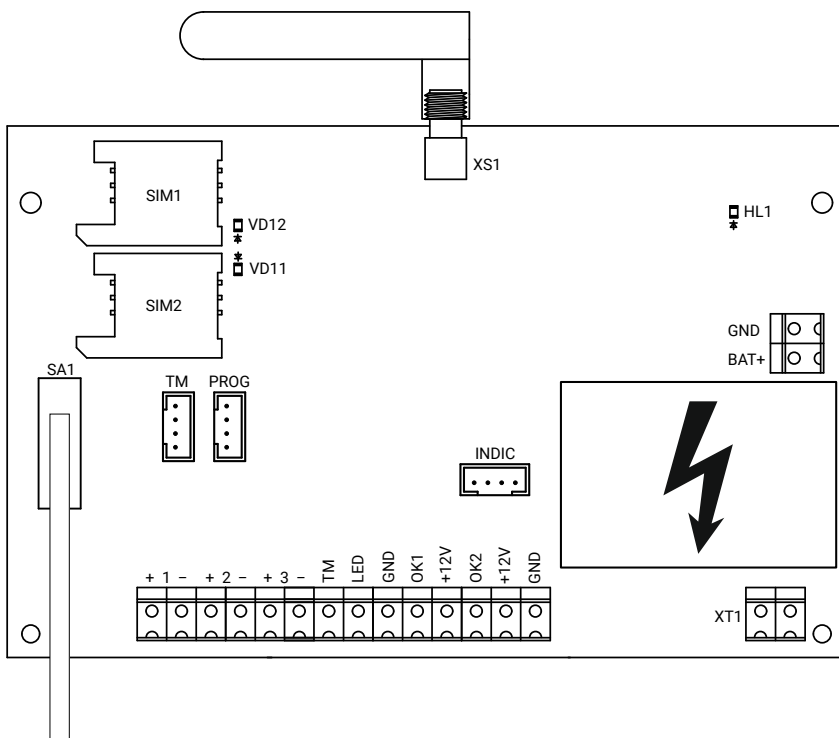 XS1
SIM1
VD12
HL1
VD11
SIM2
GND
BAT+
SA1
TM PROG
INDIC
+ 1 − + 2 − + 3 − TM LED GND OK1 +12V OK2 +12V GND
XT1